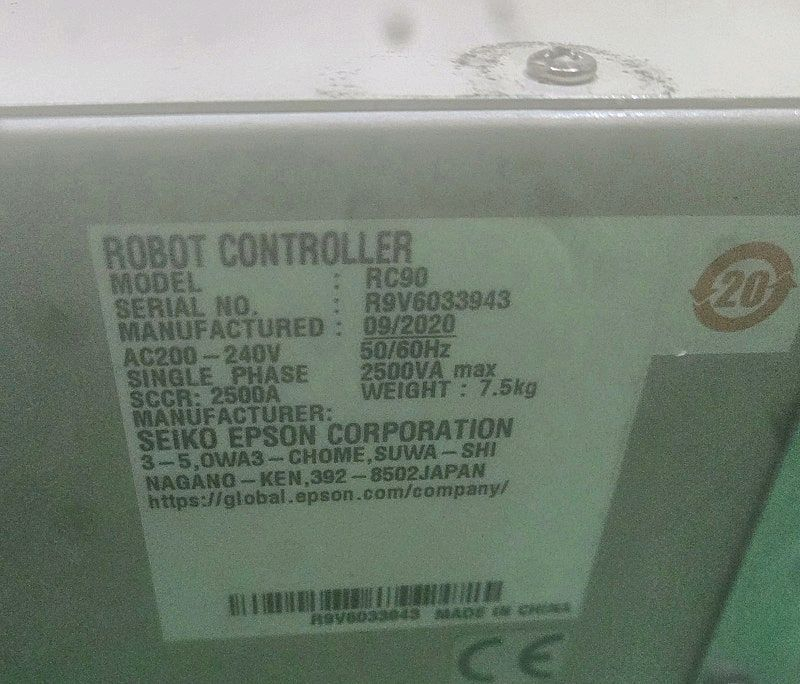 ROBOT CONTROLLER
MODEL : RC90
SERIAL NO. : R9V6033943
MANUFACTURED : 09/2020
AC200-240V 50/60Hz
SINGLE PHASE 2500VA max
SCCR: 2500A WEIGHT : 7.5kg
MANUFACTURER:
SEIKO EPSON CORPORATION
3-5,OWA3-CHOME,SUWA-SHI
NAGANO-KEN,392-8502JAPAN
https://global.epson.com/company/
R9V6033943 MADE IN CHINA
20
CE